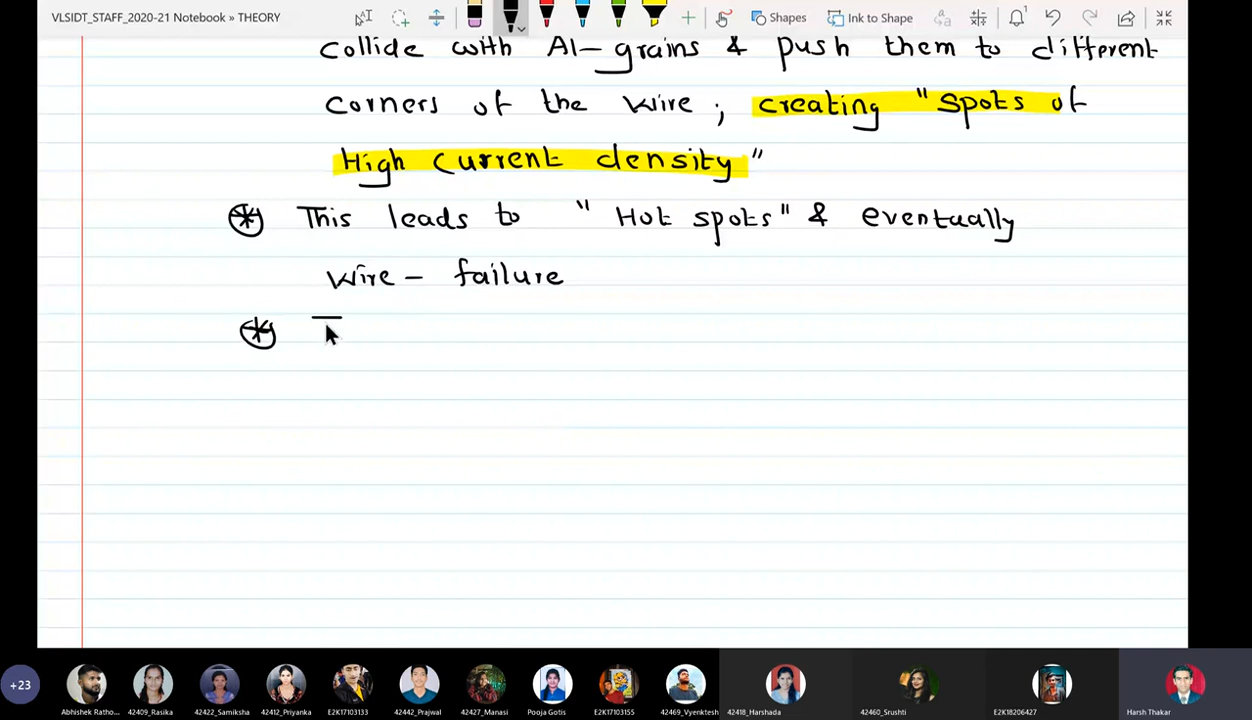 VLSIDT_STAFF_2020-21 Notebook » THEORY
Shapes
Ink to Shape
collide with Al-grains & push them to different
corners of the wire ; creating "spots of
High current density"
This leads to "Hot spots" & eventually
wire - failure
+23
Abhishek Ratho...
42409_Rasika
42422_Samiksha
42412_Priyanka
E2K17103133
42442_Prajwal
42427_Manasi
Pooja Gotis
E2K17103155
42469_Vyenktesh
42418_Harshada
42460_Srushti
E2K18206427
Harsh Thakar